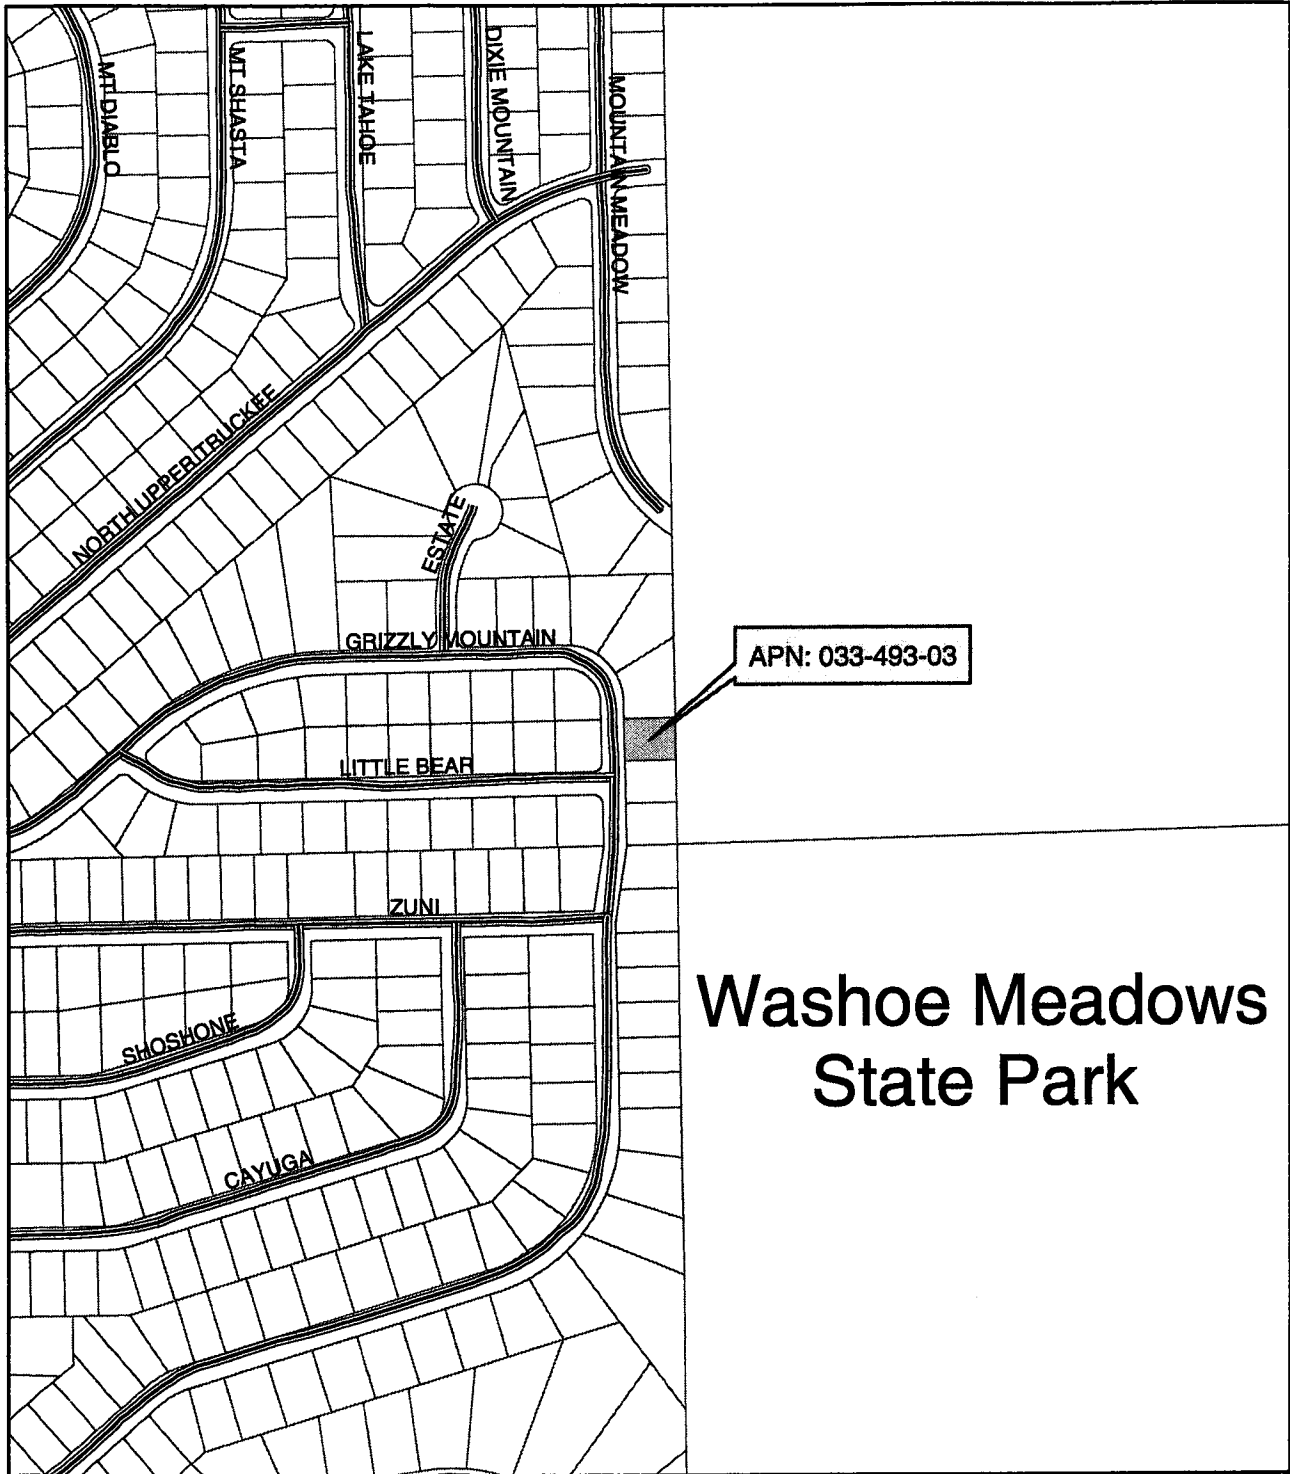 MT DIABLO
MT SHASTA
LAKE TAHOE
DIXIE MOUNTAIN
MOUNTAIN MEADOW
NORTH UPPER TRUCKEE
ESTATE
GRIZZLY MOUNTAIN
APN: 033-493-03
LITTLE BEAR
ZUNI
Washoe Meadows
State Park
SHOSHONE
CAYUGA